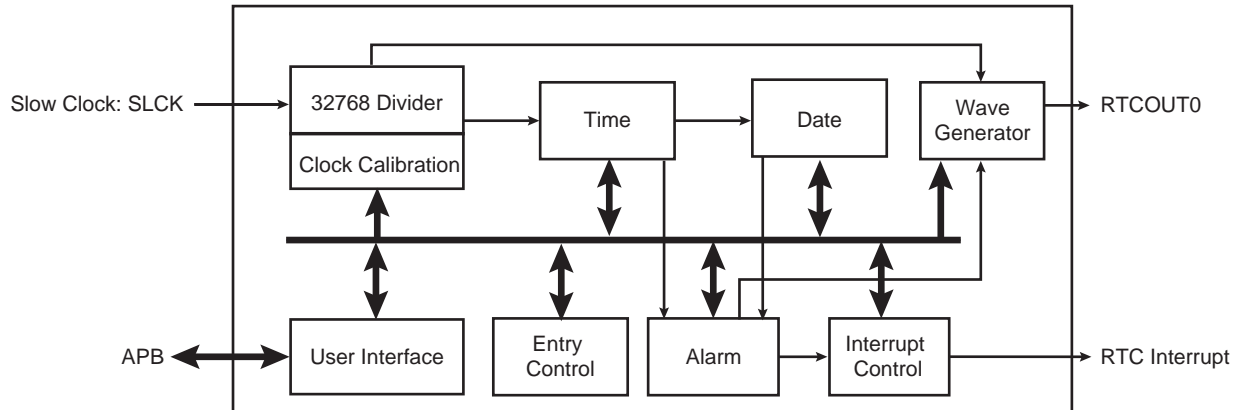 Slow Clock: SLCK
32768 Divider
Clock Calibration
Time
Date
Wave
Generator
RTCOUT0
APB
User Interface
Entry
Control
Alarm
Interrupt
Control
RTC Interrupt